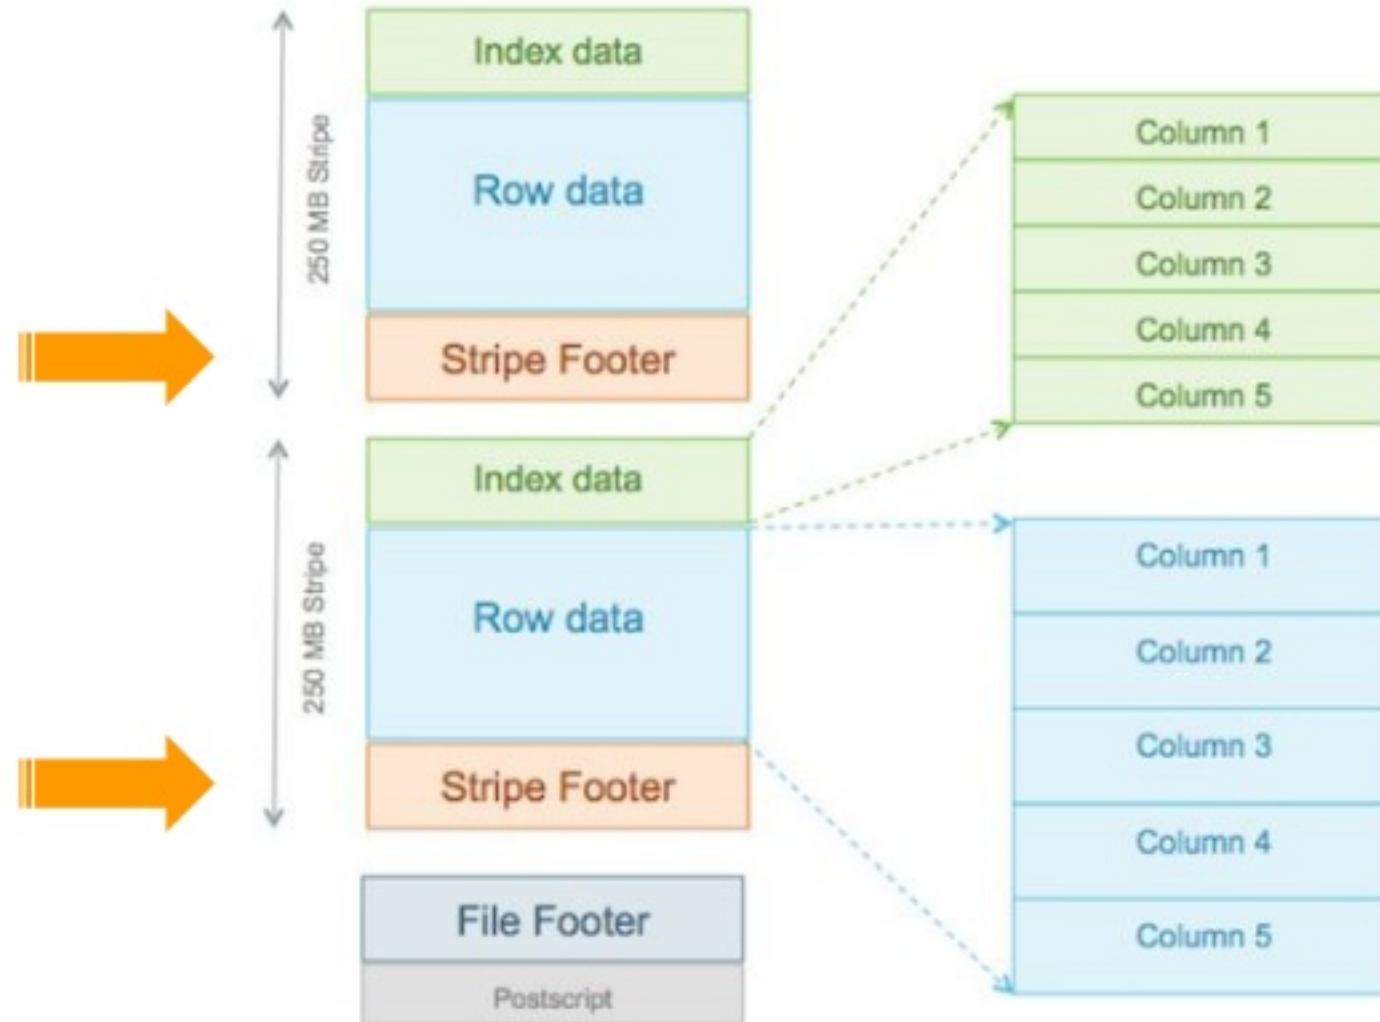 250 MB Stripe
Index data
Row data
Stripe Footer
250 MB Stripe
Index data
Row data
Stripe Footer
File Footer
Postscript
Column 1
Column 2
Column 3
Column 4
Column 5
Column 1
Column 2
Column 3
Column 4
Column 5